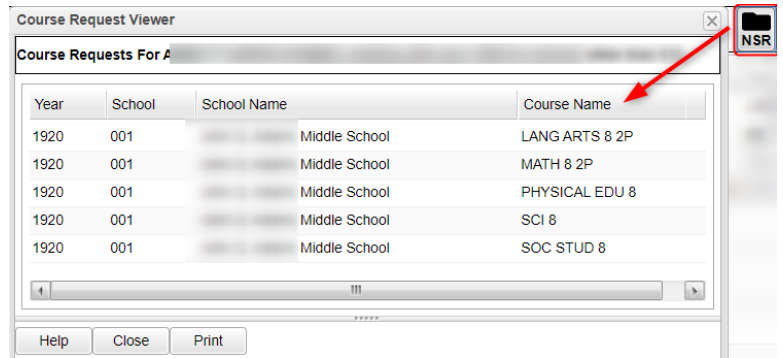 Course Request Viewer
NSR
Course Requests For A
Year School School Name Course Name
1920 001 Middle School LANG ARTS 8 2P
1920 001 Middle School MATH 8 2P
1920 001 Middle School PHYSICAL EDU 8
1920 001 Middle School SCI 8
1920 001 Middle School SOC STUD 8
Help Close Print